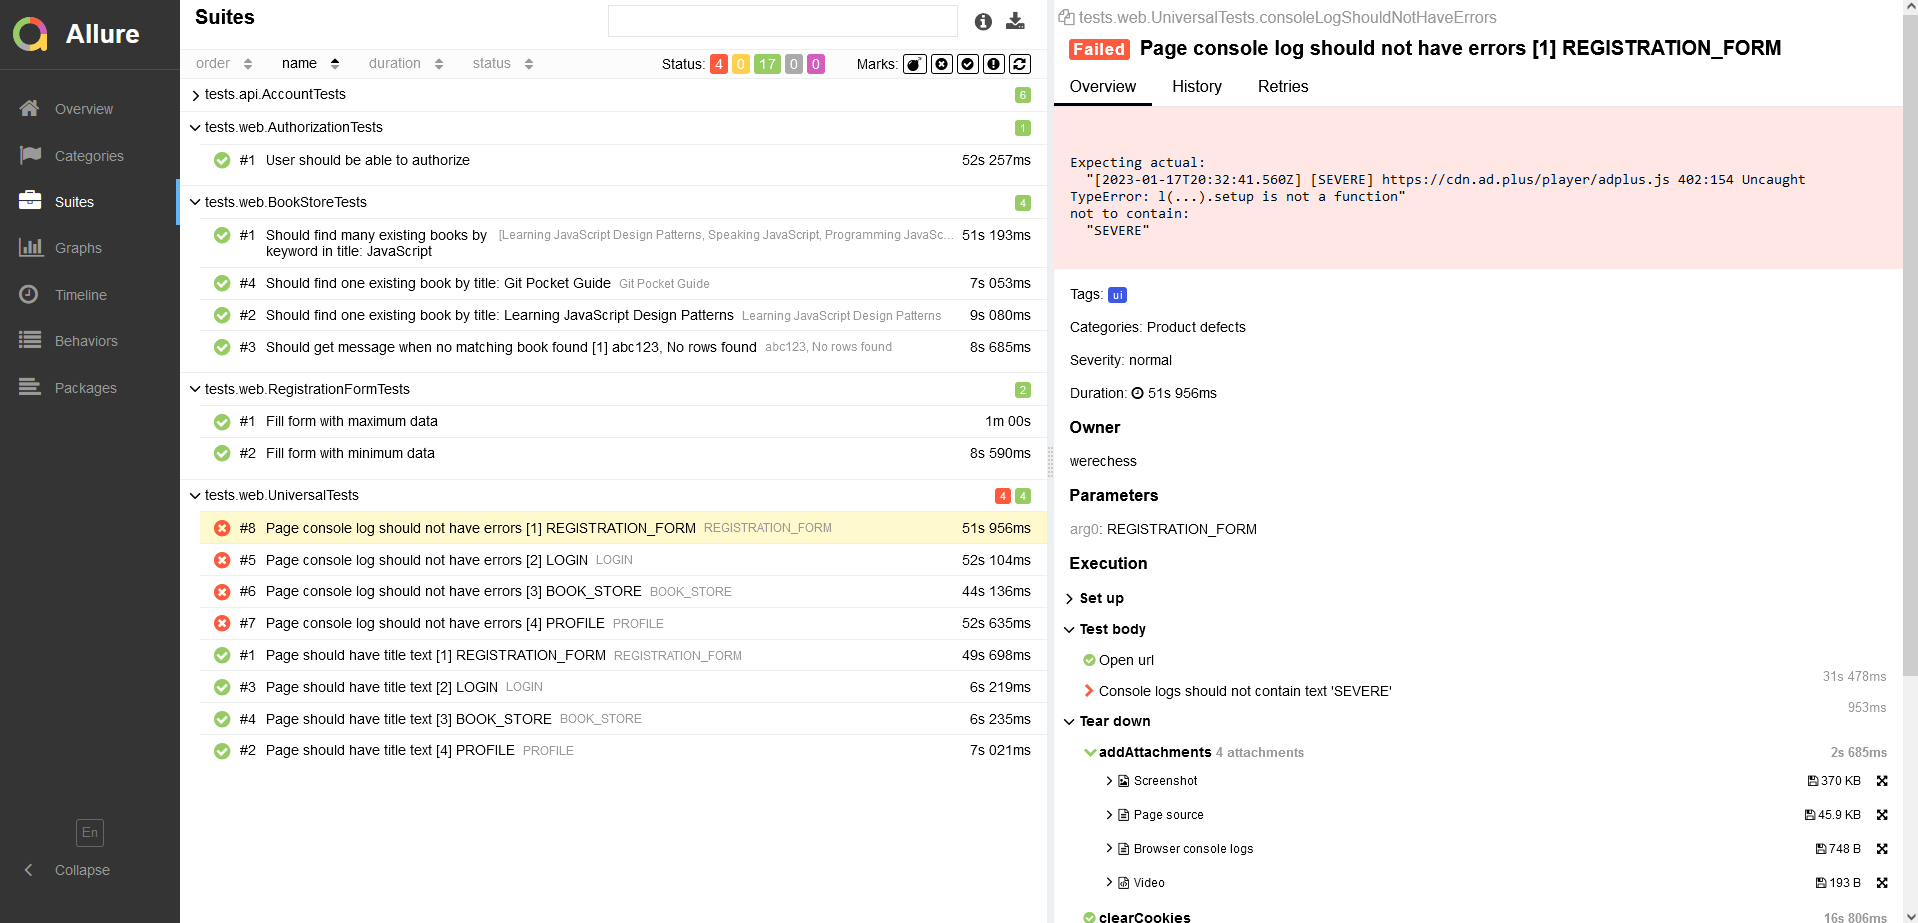 Allure
Overview
Categories
Suites
Graphs
Timeline
Behaviors
Packages
En
Collapse
Suites
order name duration status
Status: 4 0 17 0 0 Marks:
tests.api.AccountTests 6
tests.web.AuthorizationTests 1
#1 User should be able to authorize 52s 257ms
tests.web.BookStoreTests 4
#1 Should find many existing books by keyword in title: JavaScript [Learning JavaScript Design Patterns, Speaking JavaScript, Programming JavaSc... 51s 193ms
#4 Should find one existing book by title: Git Pocket Guide Git Pocket Guide 7s 053ms
#2 Should find one existing book by title: Learning JavaScript Design Patterns Learning JavaScript Design Patterns 9s 080ms
#3 Should get message when no matching book found [1] abc123, No rows found abc123, No rows found 8s 685ms
tests.web.RegistrationFormTests 2
#1 Fill form with maximum data 1m 00s
#2 Fill form with minimum data 8s 590ms
tests.web.UniversalTests 4 4
#8 Page console log should not have errors [1] REGISTRATION_FORM REGISTRATION_FORM 51s 956ms
#5 Page console log should not have errors [2] LOGIN LOGIN 52s 104ms
#6 Page console log should not have errors [3] BOOK_STORE BOOK_STORE 44s 136ms
#7 Page console log should not have errors [4] PROFILE PROFILE 52s 635ms
#1 Page should have title text [1] REGISTRATION_FORM REGISTRATION_FORM 49s 698ms
#3 Page should have title text [2] LOGIN LOGIN 6s 219ms
#4 Page should have title text [3] BOOK_STORE BOOK_STORE 6s 235ms
#2 Page should have title text [4] PROFILE PROFILE 7s 021ms
tests.web.UniversalTests.consoleLogShouldNotHaveErrors
Failed Page console log should not have errors [1] REGISTRATION_FORM
Overview History Retries
Expecting actual:
"[2023-01-17T20:32:41.560Z] [SEVERE] https://cdn.ad.plus/player/adplus.js 402:154 Uncaught
TypeError: l(...).setup is not a function"
not to contain:
"SEVERE"
Tags: ui
Categories: Product defects
Severity: normal
Duration: 51s 956ms
Owner
werechess
Parameters
arg0: REGISTRATION_FORM
Execution
Set up
Test body
Open url
31s 478ms
Console logs should not contain text 'SEVERE'
953ms
Tear down
addAttachments 4 attachments 2s 685ms
Screenshot 370 KB
Page source 45.9 KB
Browser console logs 748 B
Video 193 B
clearCookies 16s 806ms